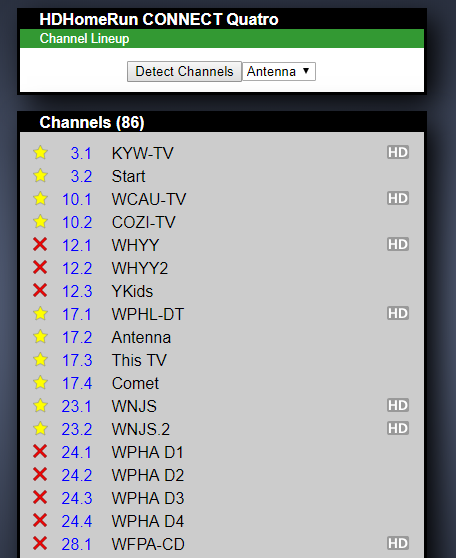 HDHomeRun CONNECT Quatro
Channel Lineup
Detect Channels Antenna
Channels (86)
3.1 KYW-TV HD
3.2 Start
10.1 WCAU-TV HD
10.2 COZI-TV
12.1 WHYY HD
12.2 WHYY2
12.3 YKids
17.1 WPHL-DT HD
17.2 Antenna
17.3 This TV
17.4 Comet
23.1 WNJS HD
23.2 WNJS.2 HD
24.1 WPHA D1
24.2 WPHA D2
24.3 WPHA D3
24.4 WPHA D4
28.1 WFPA-CD HD